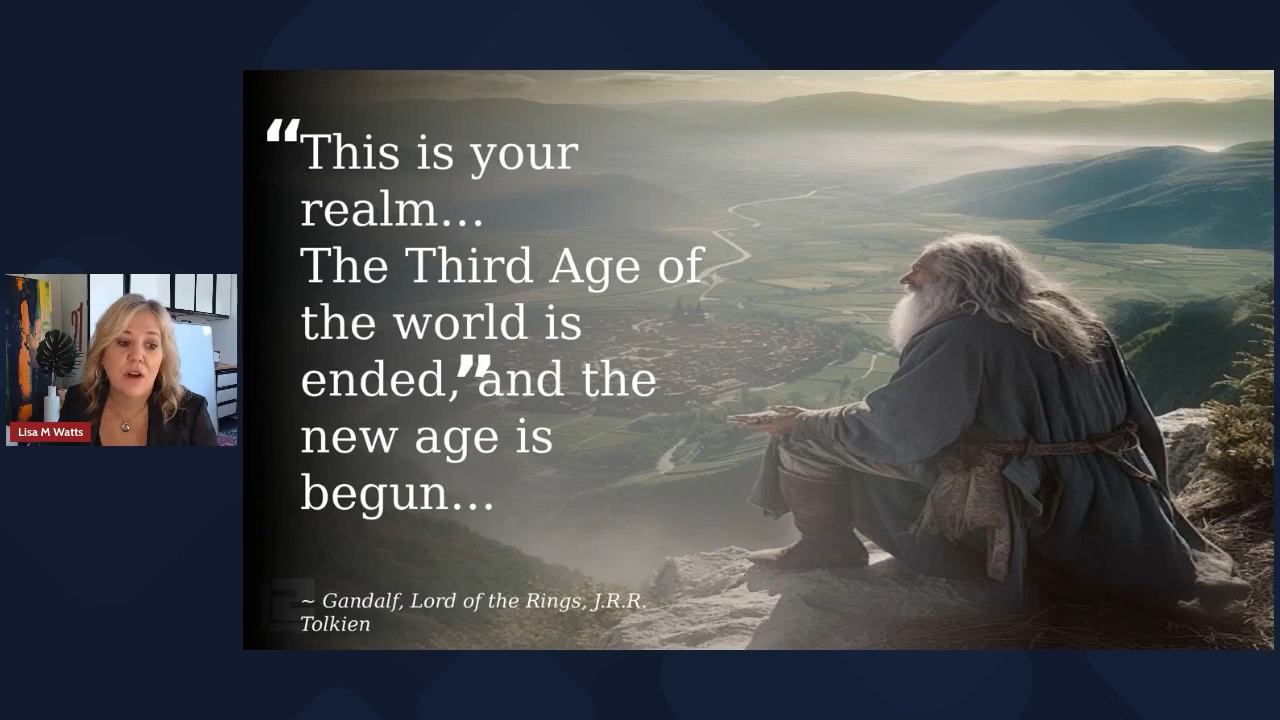 “This is your
realm...
The Third Age of
the world is
ended,” and the
new age is
begun...
~ Gandalf, Lord of the Rings, J.R.R.
Tolkien
Lisa M Watts